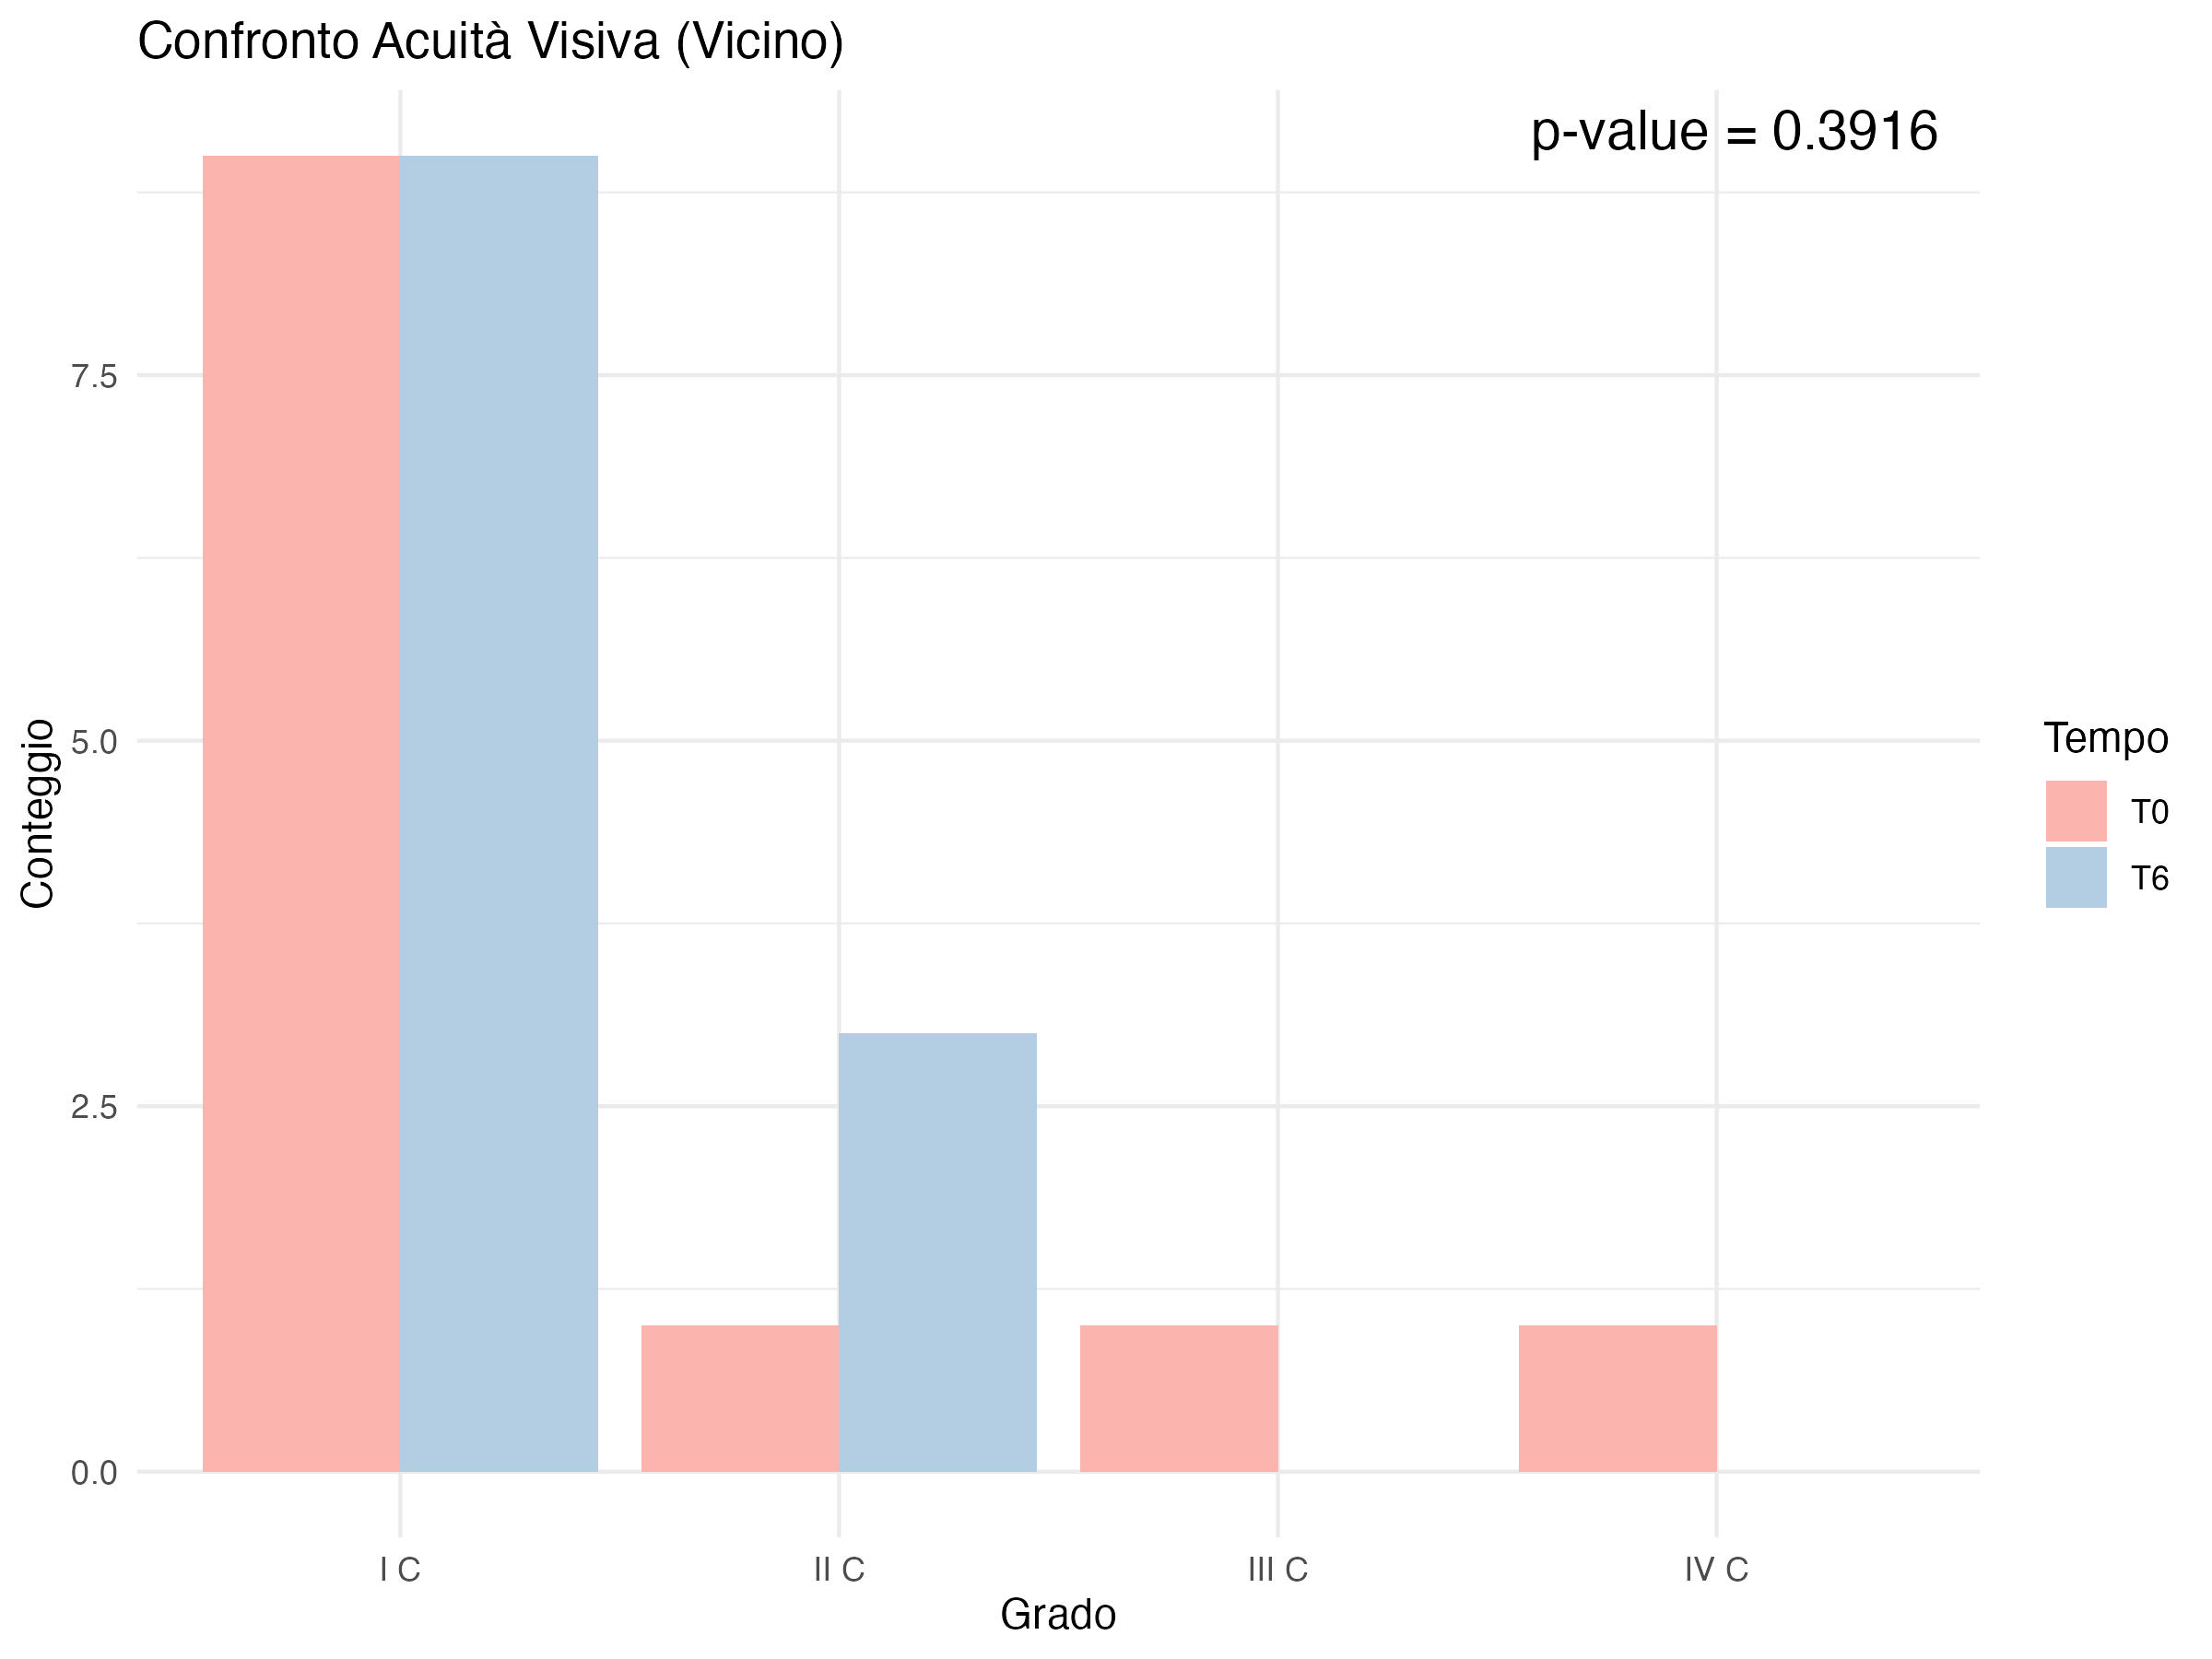 Confronto Acuità Visiva (Vicino)
p-value = 0.3916
7.5
5.0
2.5
0.0
Conteggio
I C
II C
III C
IV C
Grado
Tempo
T0
T6